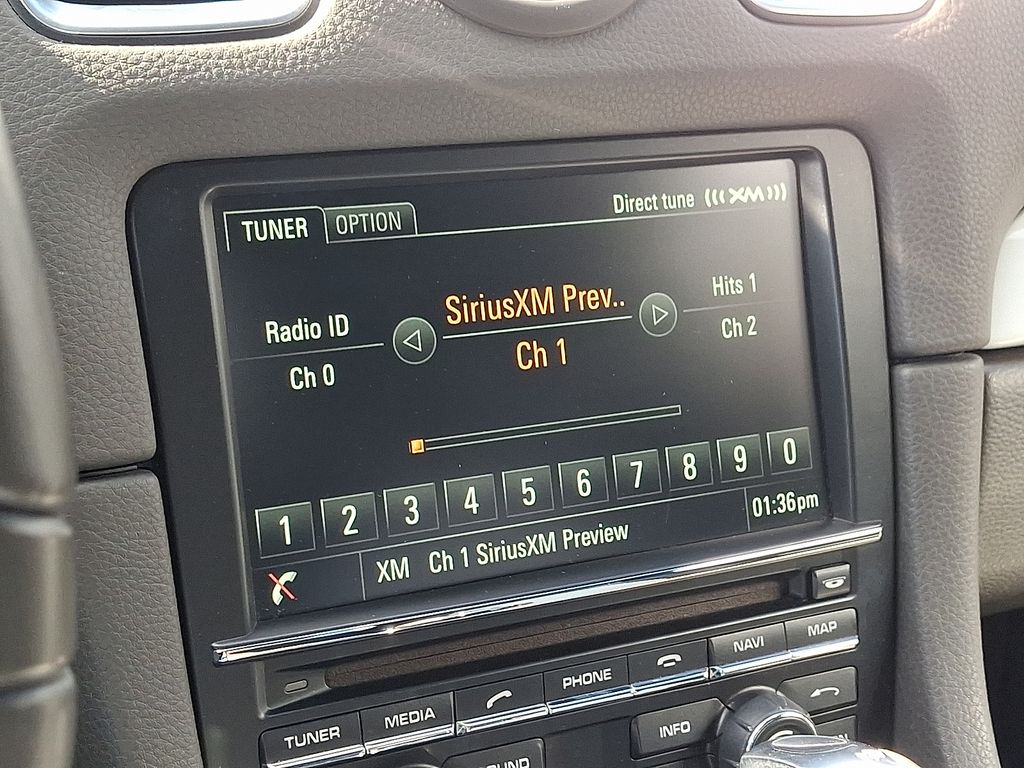 TUNER OPTION Direct tune (((XM)))
Radio ID SiriusXM Prev.. Hits 1
Ch 0 Ch 1 Ch 2
1 2 3 4 5 6 7 8 9 0
XM Ch 1 SiriusXM Preview 01:36pm
TUNER MEDIA PHONE NAVI MAP
INFO